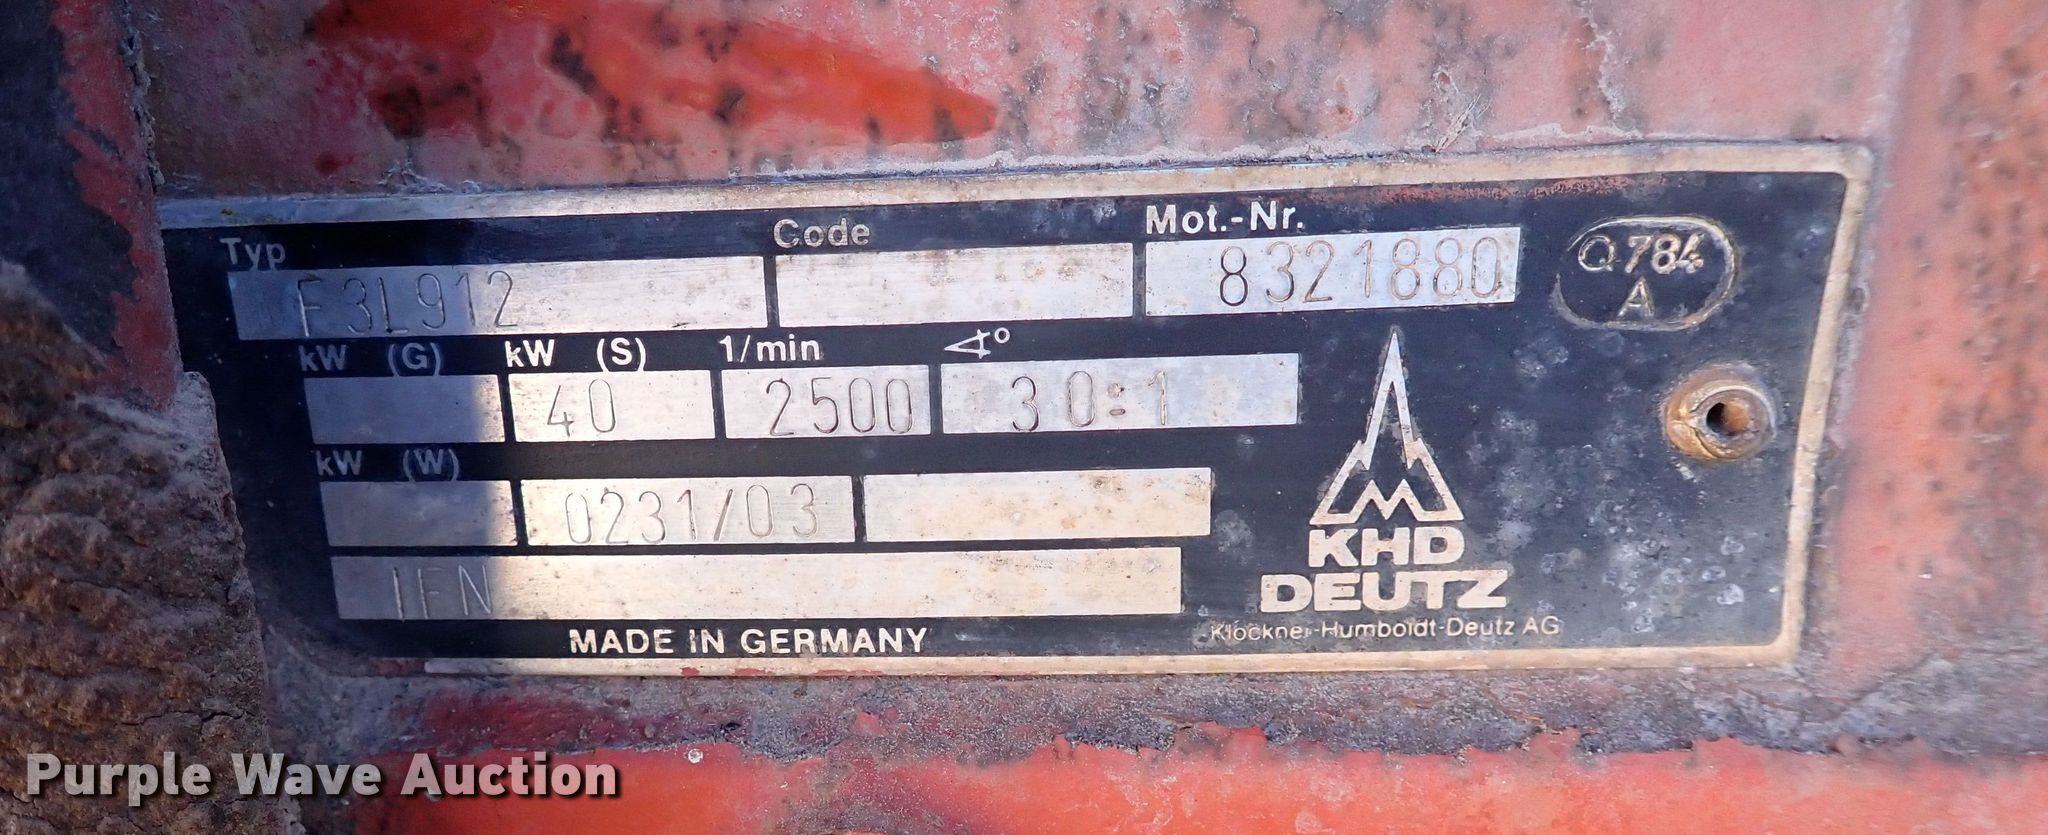 Typ Code Mot.-Nr.
F3L912 8321880 Q 784
A
kW (G) kW (S) 1/min ∢°
40 2500 30:1
kW (W)
0231/03
IFN
KHD
DEUTZ
Klöckner-Humboldt-Deutz AG
MADE IN GERMANY
Purple Wave Auction